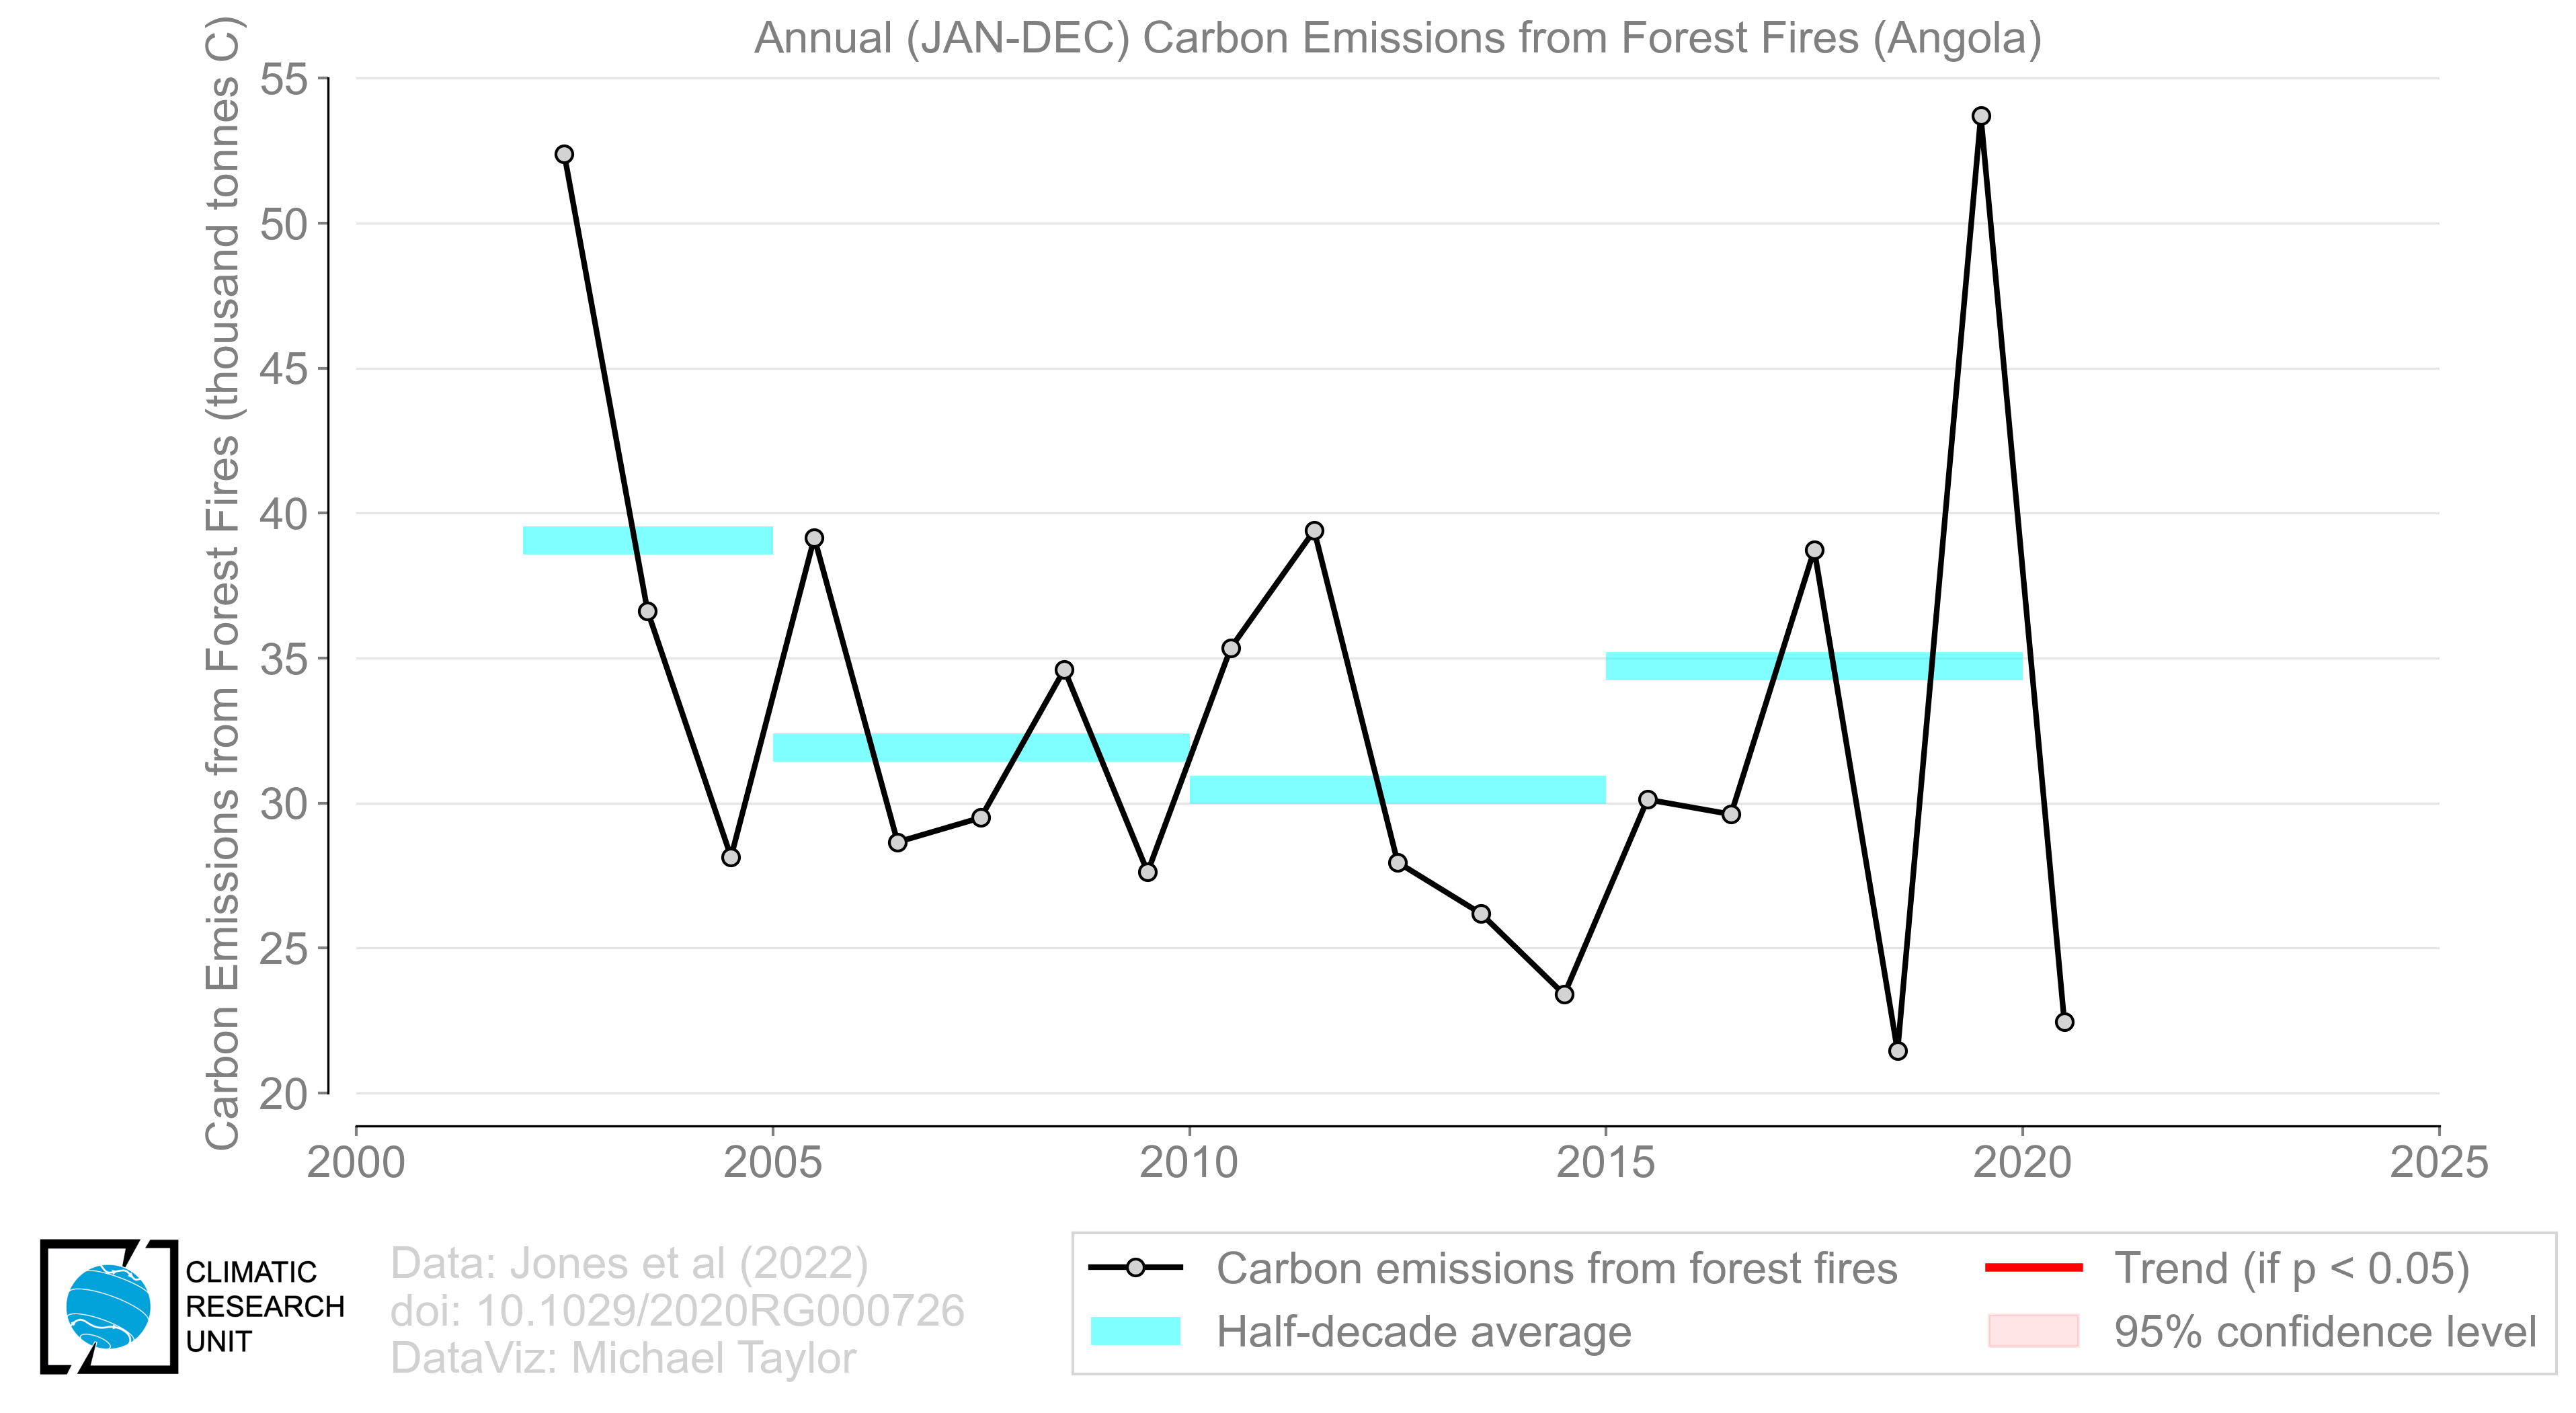 Annual (JAN-DEC) Carbon Emissions from Forest Fires (Angola)
Carbon Emissions from Forest Fires (thousand tonnes C)
55
50
45
40
35
30
25
20
2000
2005
2010
2015
2020
2025
CLIMATIC
RESEARCH
UNIT
Data: Jones et al (2022)
doi: 10.1029/2020RG000726
DataViz: Michael Taylor
Carbon emissions from forest fires
Half-decade average
Trend (if p < 0.05)
95% confidence level